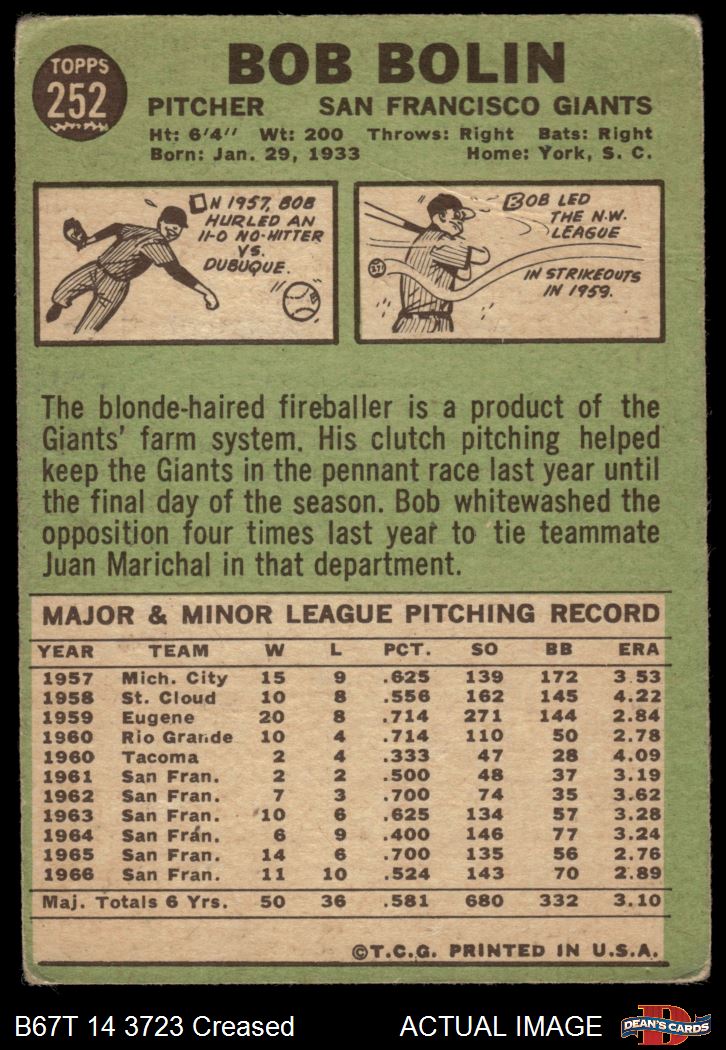 TOPPS
252
BOB BOLIN
PITCHER SAN FRANCISCO GIANTS
Ht: 6'4" Wt: 200 Throws: Right Bats: Right
Born: Jan. 29, 1933 Home: York, S. C.
ON 1957, BOB
HURLED AN
11-0 NO-HITTER
VS.
DUBUQUE.
BOB LED
THE N.W.
LEAGUE
IN STRIKEOUTS
IN 1959.
The blonde-haired fireballer is a product of the
Giants' farm system. His clutch pitching helped
keep the Giants in the pennant race last year until
the final day of the season. Bob whitewashed the
opposition four times last year to tie teammate
Juan Marichal in that department.
MAJOR & MINOR LEAGUE PITCHING RECORD
YEAR TEAM W L PCT. SO BB ERA
1957 Mich. City 15 9 .625 139 172 3.53
1958 St. Cloud 10 8 .556 162 145 4.22
1959 Eugene 20 8 .714 271 144 2.84
1960 Rio Grande 10 4 .714 110 50 2.78
1960 Tacoma 2 4 .333 47 28 4.09
1961 San Fran. 2 2 .500 48 37 3.19
1962 San Fran. 7 3 .700 74 35 3.62
1963 San Fran. 10 6 .625 134 57 3.28
1964 San Fran. 6 9 .400 146 77 3.24
1965 San Fran. 14 6 .700 135 56 2.76
1966 San Fran. 11 10 .524 143 70 2.89
Maj. Totals 6 Yrs. 50 36 .581 680 332 3.10
©T.C.G. PRINTED IN U.S.A.
B67T 14 3723 Creased ACTUAL IMAGE
DEAN'S CARDS